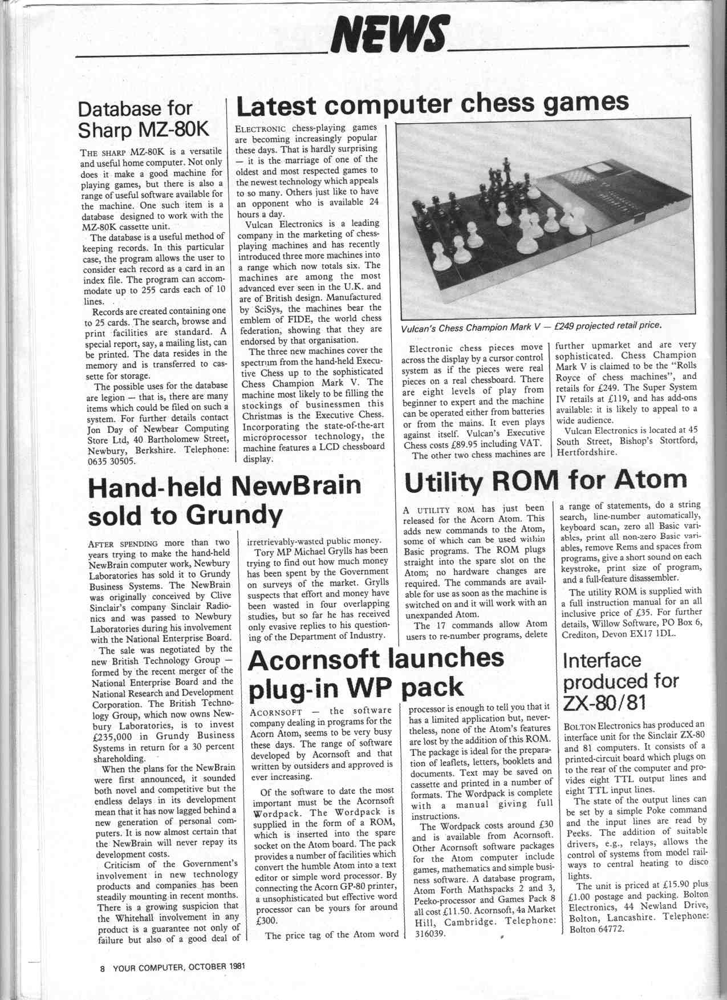 NEWS
Database for
Sharp MZ-80K
THE SHARP MZ-80K is a versatile
and useful home computer. Not only
does it make a good machine for
playing games, but there is also a
range of useful software available for
the machine. One such item is a
database designed to work with the
MZ-80K cassette unit.
The database is a useful method of
keeping records. In this particular
case, the program allows the user to
consider each record as a card in an
index file. The program can accom-
modate up to 255 cards each of 10
lines.
Records are created containing one
to 25 cards. The search, browse and
print facilities are standard. A
special report, say, a mailing list, can
be printed. The data resides in the
memory and is transferred to cas-
sette for storage.
The possible uses for the database
are legion — that is, there are many
items which could be filed on such a
system. For further details contact
Jon Day of Newbear Computing
Store Ltd, 40 Bartholomew Street,
Newbury, Berkshire. Telephone:
0635 30505.
Latest computer chess games
ELECTRONIC chess-playing games
are becoming increasingly popular
these days. That is hardly surprising
— it is the marriage of one of the
oldest and most respected games to
the newest technology which appeals
to so many. Others just like to have
an opponent who is available 24
hours a day.
Vulcan Electronics is a leading
company in the marketing of chess-
playing machines and has recently
introduced three more machines into
a range which now totals six. The
machines are among the most
advanced ever seen in the U.K. and
are of British design. Manufactured
by SciSys, the machines bear the
emblem of FIDE, the world chess
federation, showing that they are
endorsed by that organisation.
The three new machines cover the
spectrum from the hand-held Execu-
tive Chess up to the sophisticated
Chess Champion Mark V. The
machine most likely to be filling the
stockings of businessmen this
Christmas is the Executive Chess.
Incorporating the state-of-the-art
microprocessor technology, the
machine features a LCD chessboard
display.
Vulcan's Chess Champion Mark V — £249 projected retail price.
Electronic chess pieces move
across the display by a cursor control
system as if the pieces were real
pieces on a real chessboard. There
are eight levels of play from
beginner to expert and the machine
can be operated either from batteries
or from the mains. It even plays
against itself. Vulcan's Executive
Chess costs £89.95 including VAT.
The other two chess machines are
further upmarket and are very
sophisticated. Chess Champion
Mark V is claimed to be the "Rolls
Royce of chess machines", and
retails for £249. The Super System
IV retails at £119, and has add-ons
available: it is likely to appeal to a
wide audience.
Vulcan Electronics is located at 45
South Street, Bishop's Stortford,
Hertfordshire.
Hand-held NewBrain
sold to Grundy
AFTER SPENDING more than two
years trying to make the hand-held
NewBrain computer work, Newbury
Laboratories has sold it to Grundy
Business Systems. The NewBrain
was originally conceived by Clive
Sinclair's company Sinclair Radio-
nics and was passed to Newbury
Laboratories during his involvement
with the National Enterprise Board.
The sale was negotiated by the
new British Technology Group —
formed by the recent merger of the
National Enterprise Board and the
National Research and Development
Corporation. The British Techno-
logy Group, which now owns New-
bury Laboratories, is to invest
£235,000 in Grundy Business
Systems in return for a 30 percent
shareholding.
When the plans for the NewBrain
were first announced, it sounded
both novel and competitive but the
endless delays in its development
mean that it has now lagged behind a
new generation of personal com-
puters. It is now almost certain that
the NewBrain will never repay its
development costs.
Criticism of the Government's
involvement in new technology
products and companies has been
steadily mounting in recent months.
There is a growing suspicion that
the Whitehall involvement in any
product is a guarantee not only of
failure but also of a good deal of
irretrievably-wasted public money.
Tory MP Michael Grylls has been
trying to find out how much money
has been spent by the Government
on surveys of the market. Grylls
suspects that effort and money have
been wasted in four overlapping
studies, but so far he has received
only evasive replies to his question-
ing of the Department of Industry.
Utility ROM for Atom
A UTILITY ROM has just been
released for the Acorn Atom. This
adds new commands to the Atom,
some of which can be used within
Basic programs. The ROM plugs
straight into the spare slot on the
Atom; no hardware changes are
required. The commands are avail-
able for use as soon as the machine is
switched on and it will work with an
unexpanded Atom.
The 17 commands allow Atom
users to re-number programs, delete
a range of statements, do a string
search, line-number automatically,
keyboard scan, zero all Basic vari-
ables, print all non-zero Basic vari-
ables, remove Rems and spaces from
programs, give a short sound on each
keystroke, print size of program,
and a full-feature disassembler.
The utility ROM is supplied with
a full instruction manual for an all
inclusive price of £35. For further
details, Willow Software, PO Box 6,
Crediton, Devon EX17 1DL.
Acornsoft launches
plug-in WP pack
ACORNSOFT — the software
company dealing in programs for the
Acorn Atom, seems to be very busy
these days. The range of software
developed by Acornsoft and that
written by outsiders and approved is
ever increasing.
Of the software to date the most
important must be the Acornsoft
Wordpack. The Wordpack is
supplied in the form of a ROM,
which is inserted into the spare
socket on the Atom board. The pack
provides a number of facilities which
convert the humble Atom into a text
editor or simple word processor. By
connecting the Acorn GP-80 printer,
a unsophisticated but effective word
processor can be yours for around
£300.
The price tag of the Atom word
processor is enough to tell you that it
has a limited application but, never-
theless, none of the Atom's features
are lost by the addition of this ROM.
The package is ideal for the prepara-
tion of leaflets, letters, booklets and
documents. Text may be saved on
cassette and printed in a number of
formats. The Wordpack is complete
with a manual giving full
instructions.
The Wordpack costs around £30
and is available from Acornsoft.
Other Acornsoft software packages
for the Atom computer include
games, mathematics and simple busi-
ness software. A database program,
Atom Forth Mathspacks 2 and 3,
Peeko-processor and Games Pack 8
all cost £11.50. Acornsoft, 4a Market
Hill, Cambridge. Telephone:
316039.
Interface
produced for
ZX-80/81
BOLTON Electronics has produced an
interface unit for the Sinclair ZX-80
and 81 computers. It consists of a
printed-circuit board which plugs on
to the rear of the computer and pro-
vides eight TTL output lines and
eight TTL input lines.
The state of the output lines can
be set by a simple Poke command
and the input lines are read by
Peeks. The addition of suitable
drivers, e.g., relays, allows the
control of systems from model rail-
ways to central heating to disco
lights.
The unit is priced at £15.90 plus
£1.00 postage and packing. Bolton
Electronics, 44 Newland Drive,
Bolton, Lancashire. Telephone:
Bolton 64772.
8 YOUR COMPUTER, OCTOBER 1981